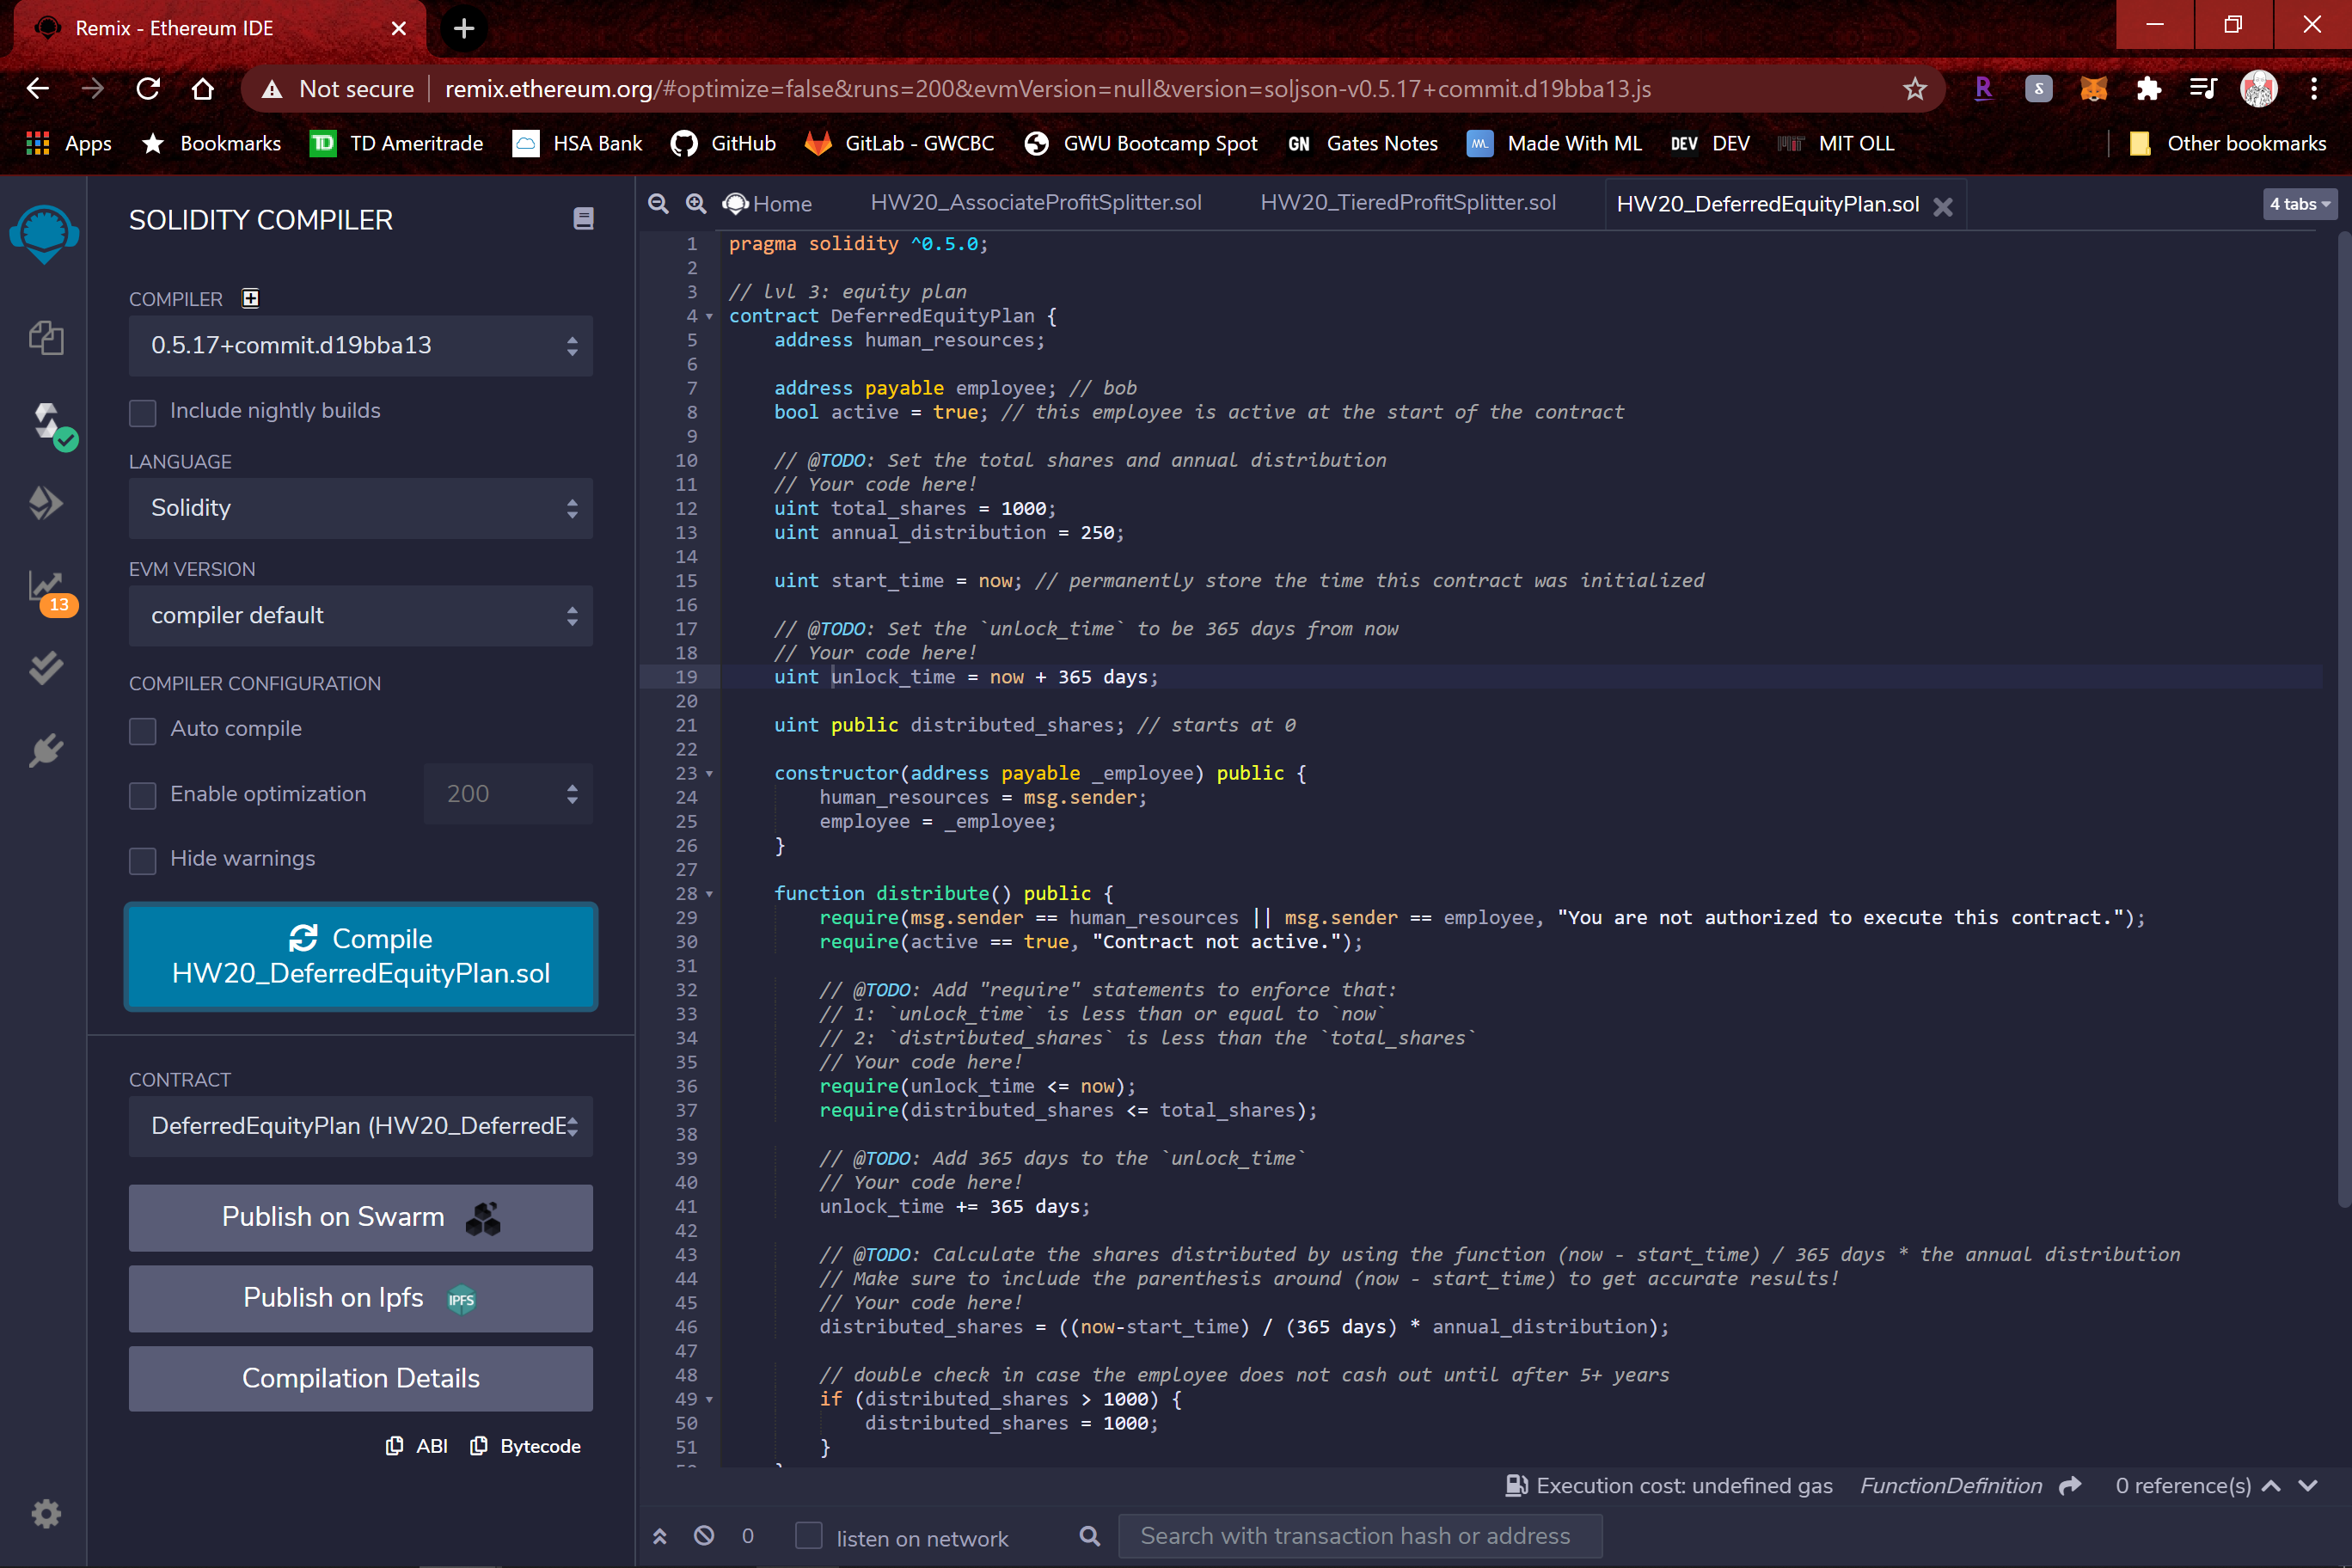 Remix - Ethereum IDE
Not secure remix.ethereum.org/#optimize=false&runs=200&evmVersion=null&version=soljson-v0.5.17+commit.d19bba13.js
Apps Bookmarks TD Ameritrade HSA Bank GitHub GitLab - GWCBC GWU Bootcamp Spot GN Gates Notes Made With ML DEV DEV MIT OLL Other bookmarks
SOLIDITY COMPILER
COMPILER
0.5.17+commit.d19bba13
Include nightly builds
LANGUAGE
Solidity
EVM VERSION
compiler default
13
COMPILER CONFIGURATION
Auto compile
Enable optimization 200
Hide warnings
Compile
HW20_DeferredEquityPlan.sol
CONTRACT
DeferredEquityPlan (HW20_DeferredE
Publish on Swarm
Publish on Ipfs IPFS
Compilation Details
ABI Bytecode
Home HW20_AssociateProfitSplitter.sol HW20_TieredProfitSplitter.sol HW20_DeferredEquityPlan.sol 4 tabs
1 pragma solidity ^0.5.0;
2
3 // lvl 3: equity plan
4 contract DeferredEquityPlan {
5 address human_resources;
6
7 address payable employee; // bob
8 bool active = true; // this employee is active at the start of the contract
9
10 // @TODO: Set the total shares and annual distribution
11 // Your code here!
12 uint total_shares = 1000;
13 uint annual_distribution = 250;
14
15 uint start_time = now; // permanently store the time this contract was initialized
16
17 // @TODO: Set the `unlock_time` to be 365 days from now
18 // Your code here!
19 uint unlock_time = now + 365 days;
20
21 uint public distributed_shares; // starts at 0
22
23 constructor(address payable _employee) public {
24 human_resources = msg.sender;
25 employee = _employee;
26 }
27
28 function distribute() public {
29 require(msg.sender == human_resources || msg.sender == employee, "You are not authorized to execute this contract.");
30 require(active == true, "Contract not active.");
31
32 // @TODO: Add "require" statements to enforce that:
33 // 1: `unlock_time` is less than or equal to `now`
34 // 2: `distributed_shares` is less than the `total_shares`
35 // Your code here!
36 require(unlock_time <= now);
37 require(distributed_shares <= total_shares);
38
39 // @TODO: Add 365 days to the `unlock_time`
40 // Your code here!
41 unlock_time += 365 days;
42
43 // @TODO: Calculate the shares distributed by using the function (now - start_time) / 365 days * the annual distribution
44 // Make sure to include the parenthesis around (now - start_time) to get accurate results!
45 // Your code here!
46 distributed_shares = ((now-start_time) / (365 days) * annual_distribution);
47
48 // double check in case the employee does not cash out until after 5+ years
49 if (distributed_shares > 1000) {
50 distributed_shares = 1000;
51 }
Execution cost: undefined gas FunctionDefinition 0 reference(s)
0 listen on network Search with transaction hash or address